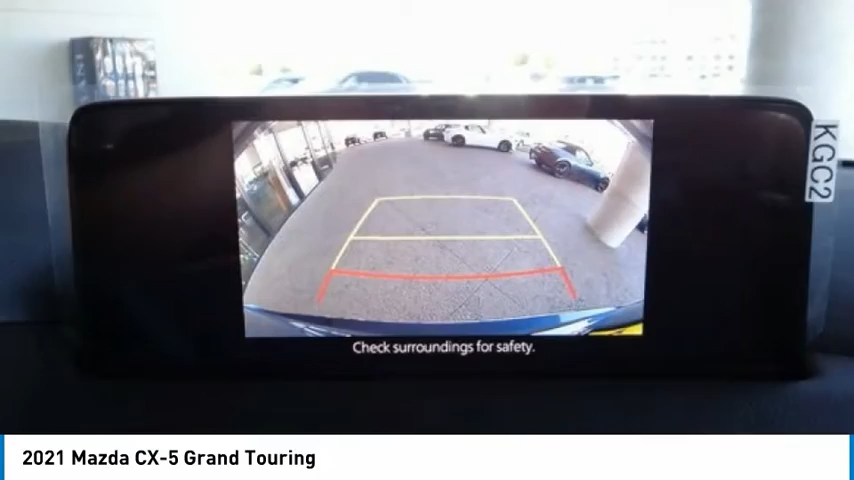 KGC2
Check surroundings for safety.
2021 Mazda CX-5 Grand Touring